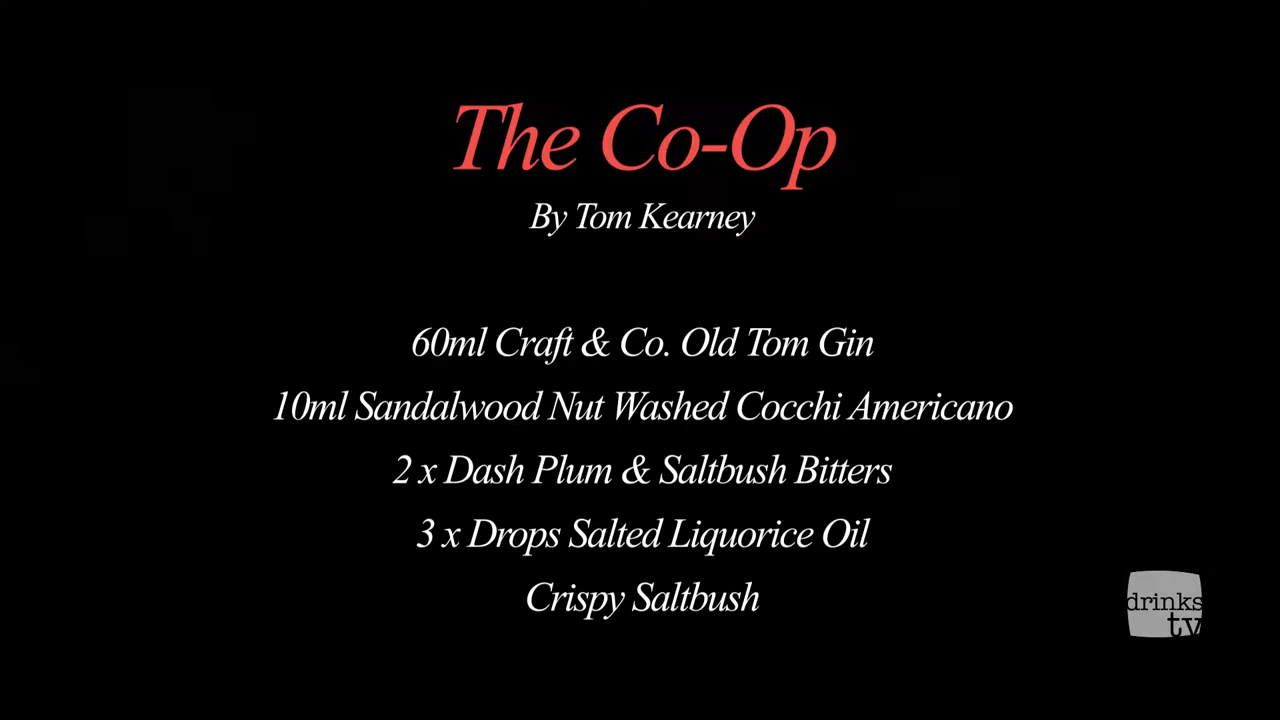 The Co-Op
By Tom Kearney
60ml Craft & Co. Old Tom Gin
10ml Sandalwood Nut Washed Cocchi Americano
2 x Dash Plum & Saltbush Bitters
3 x Drops Salted Liquorice Oil
Crispy Saltbush
drinks
tv